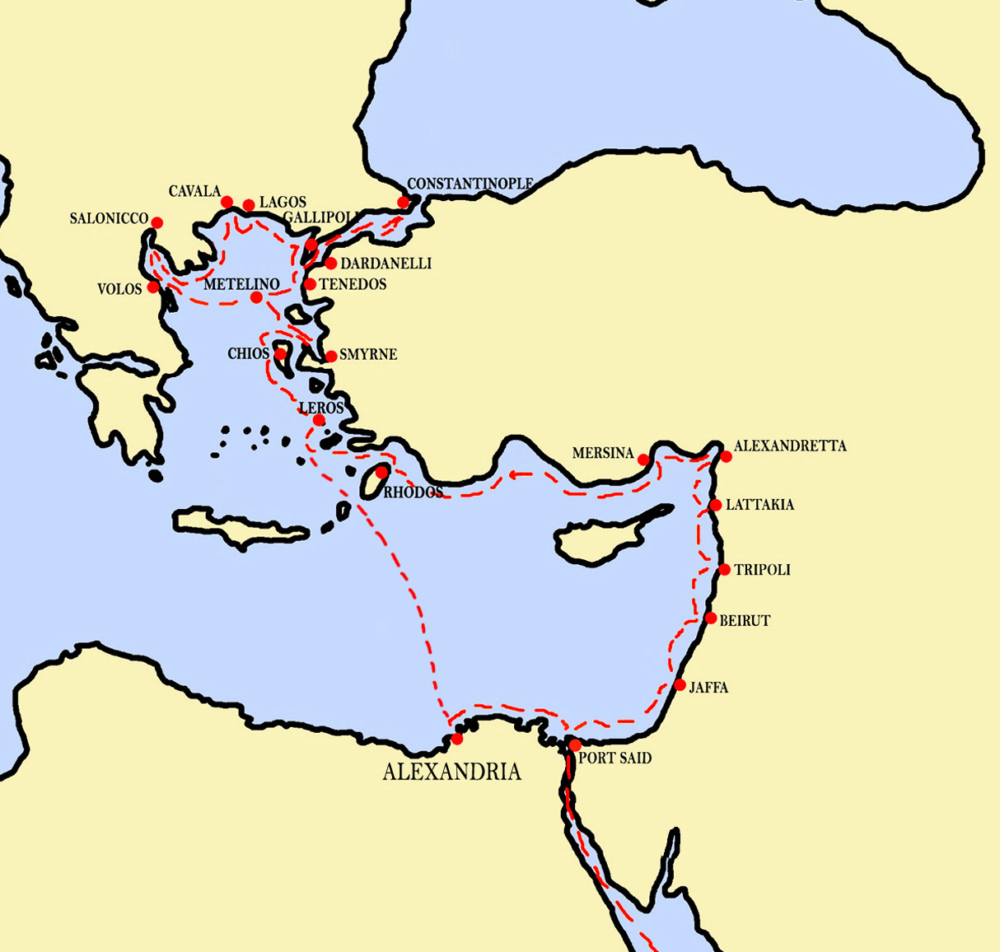 CONSTANTINOPLE
CAVALA
LAGOS
SALONICCO
GALLIPOLI
DARDANELLI
METELINO
TENEDOS
VOLOS
CHIOS
SMYRNE
LEROS
MERSINA
ALEXANDRETTA
RHODOS
LATTAKIA
TRIPOLI
BEIRUT
JAFFA
PORT SAID
ALEXANDRIA